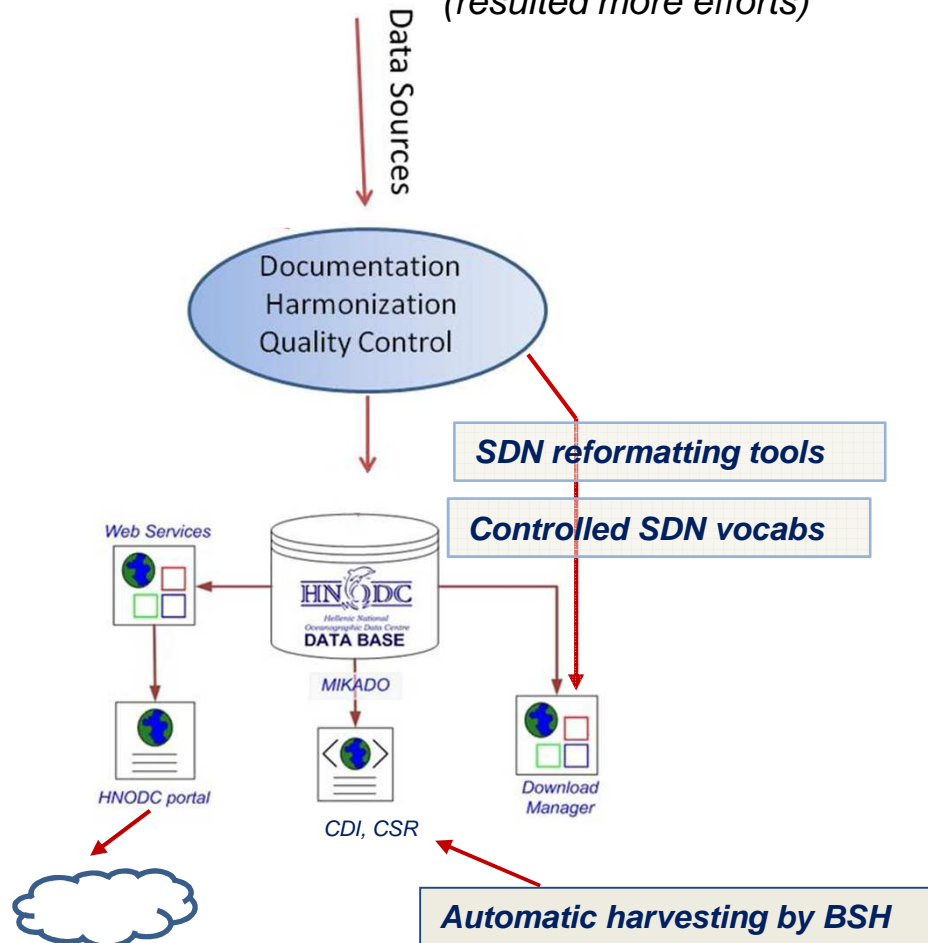 (resulted more efforts)
Data Sources
Documentation
Harmonization
Quality Control
SDN reformatting tools
Controlled SDN vocabs
Web Services
HNODC
Hellenic National
Oceanographic Data Centre
DATA BASE
MIKADO
HNODC portal
CDI, CSR
Download
Manager
Automatic harvesting by BSH